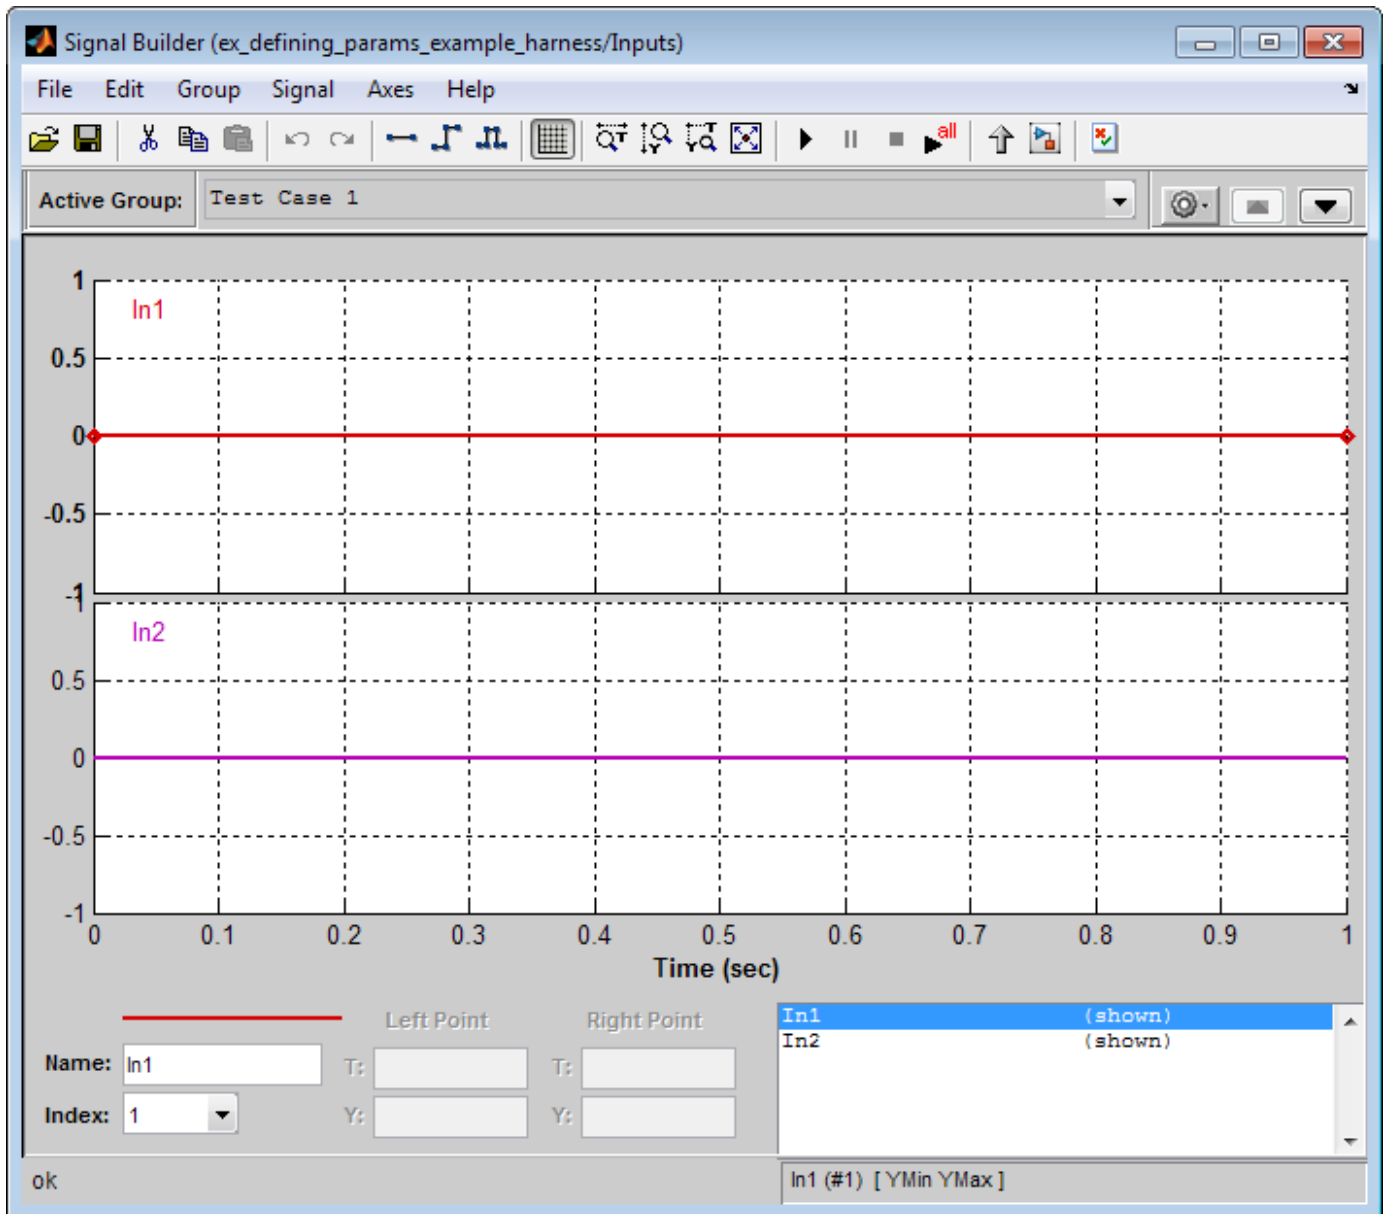 Signal Builder (ex_defining_params_example_harness/Inputs)
File Edit Group Signal Axes Help
all
Active Group: Test Case 1
1
In1
0.5
0
-0.5
-1
1
In2
0.5
0
-0.5
-1
0 0.1 0.2 0.3 0.4 0.5 0.6 0.7 0.8 0.9 1
Time (sec)
Left Point Right Point
In1 (shown)
In2 (shown)
Name: In1 T: T:
Index: 1 Y: Y:
ok
In1 (#1) [ YMin YMax ]